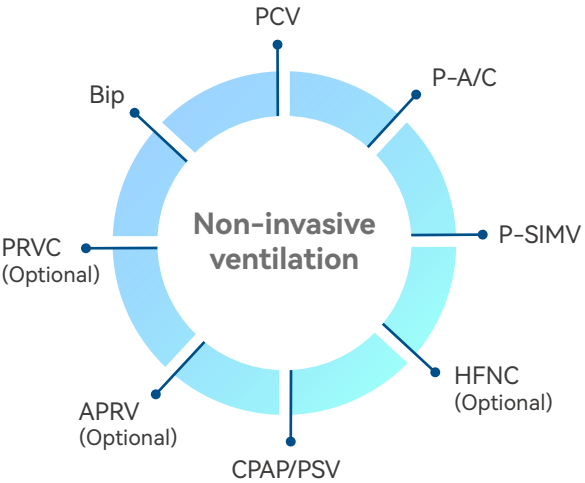 PCV
P-A/C
Bip
Non-invasive
ventilation
P-SIMV
PRVC
(Optional)
HFNC
(Optional)
APRV
(Optional)
CPAP/PSV